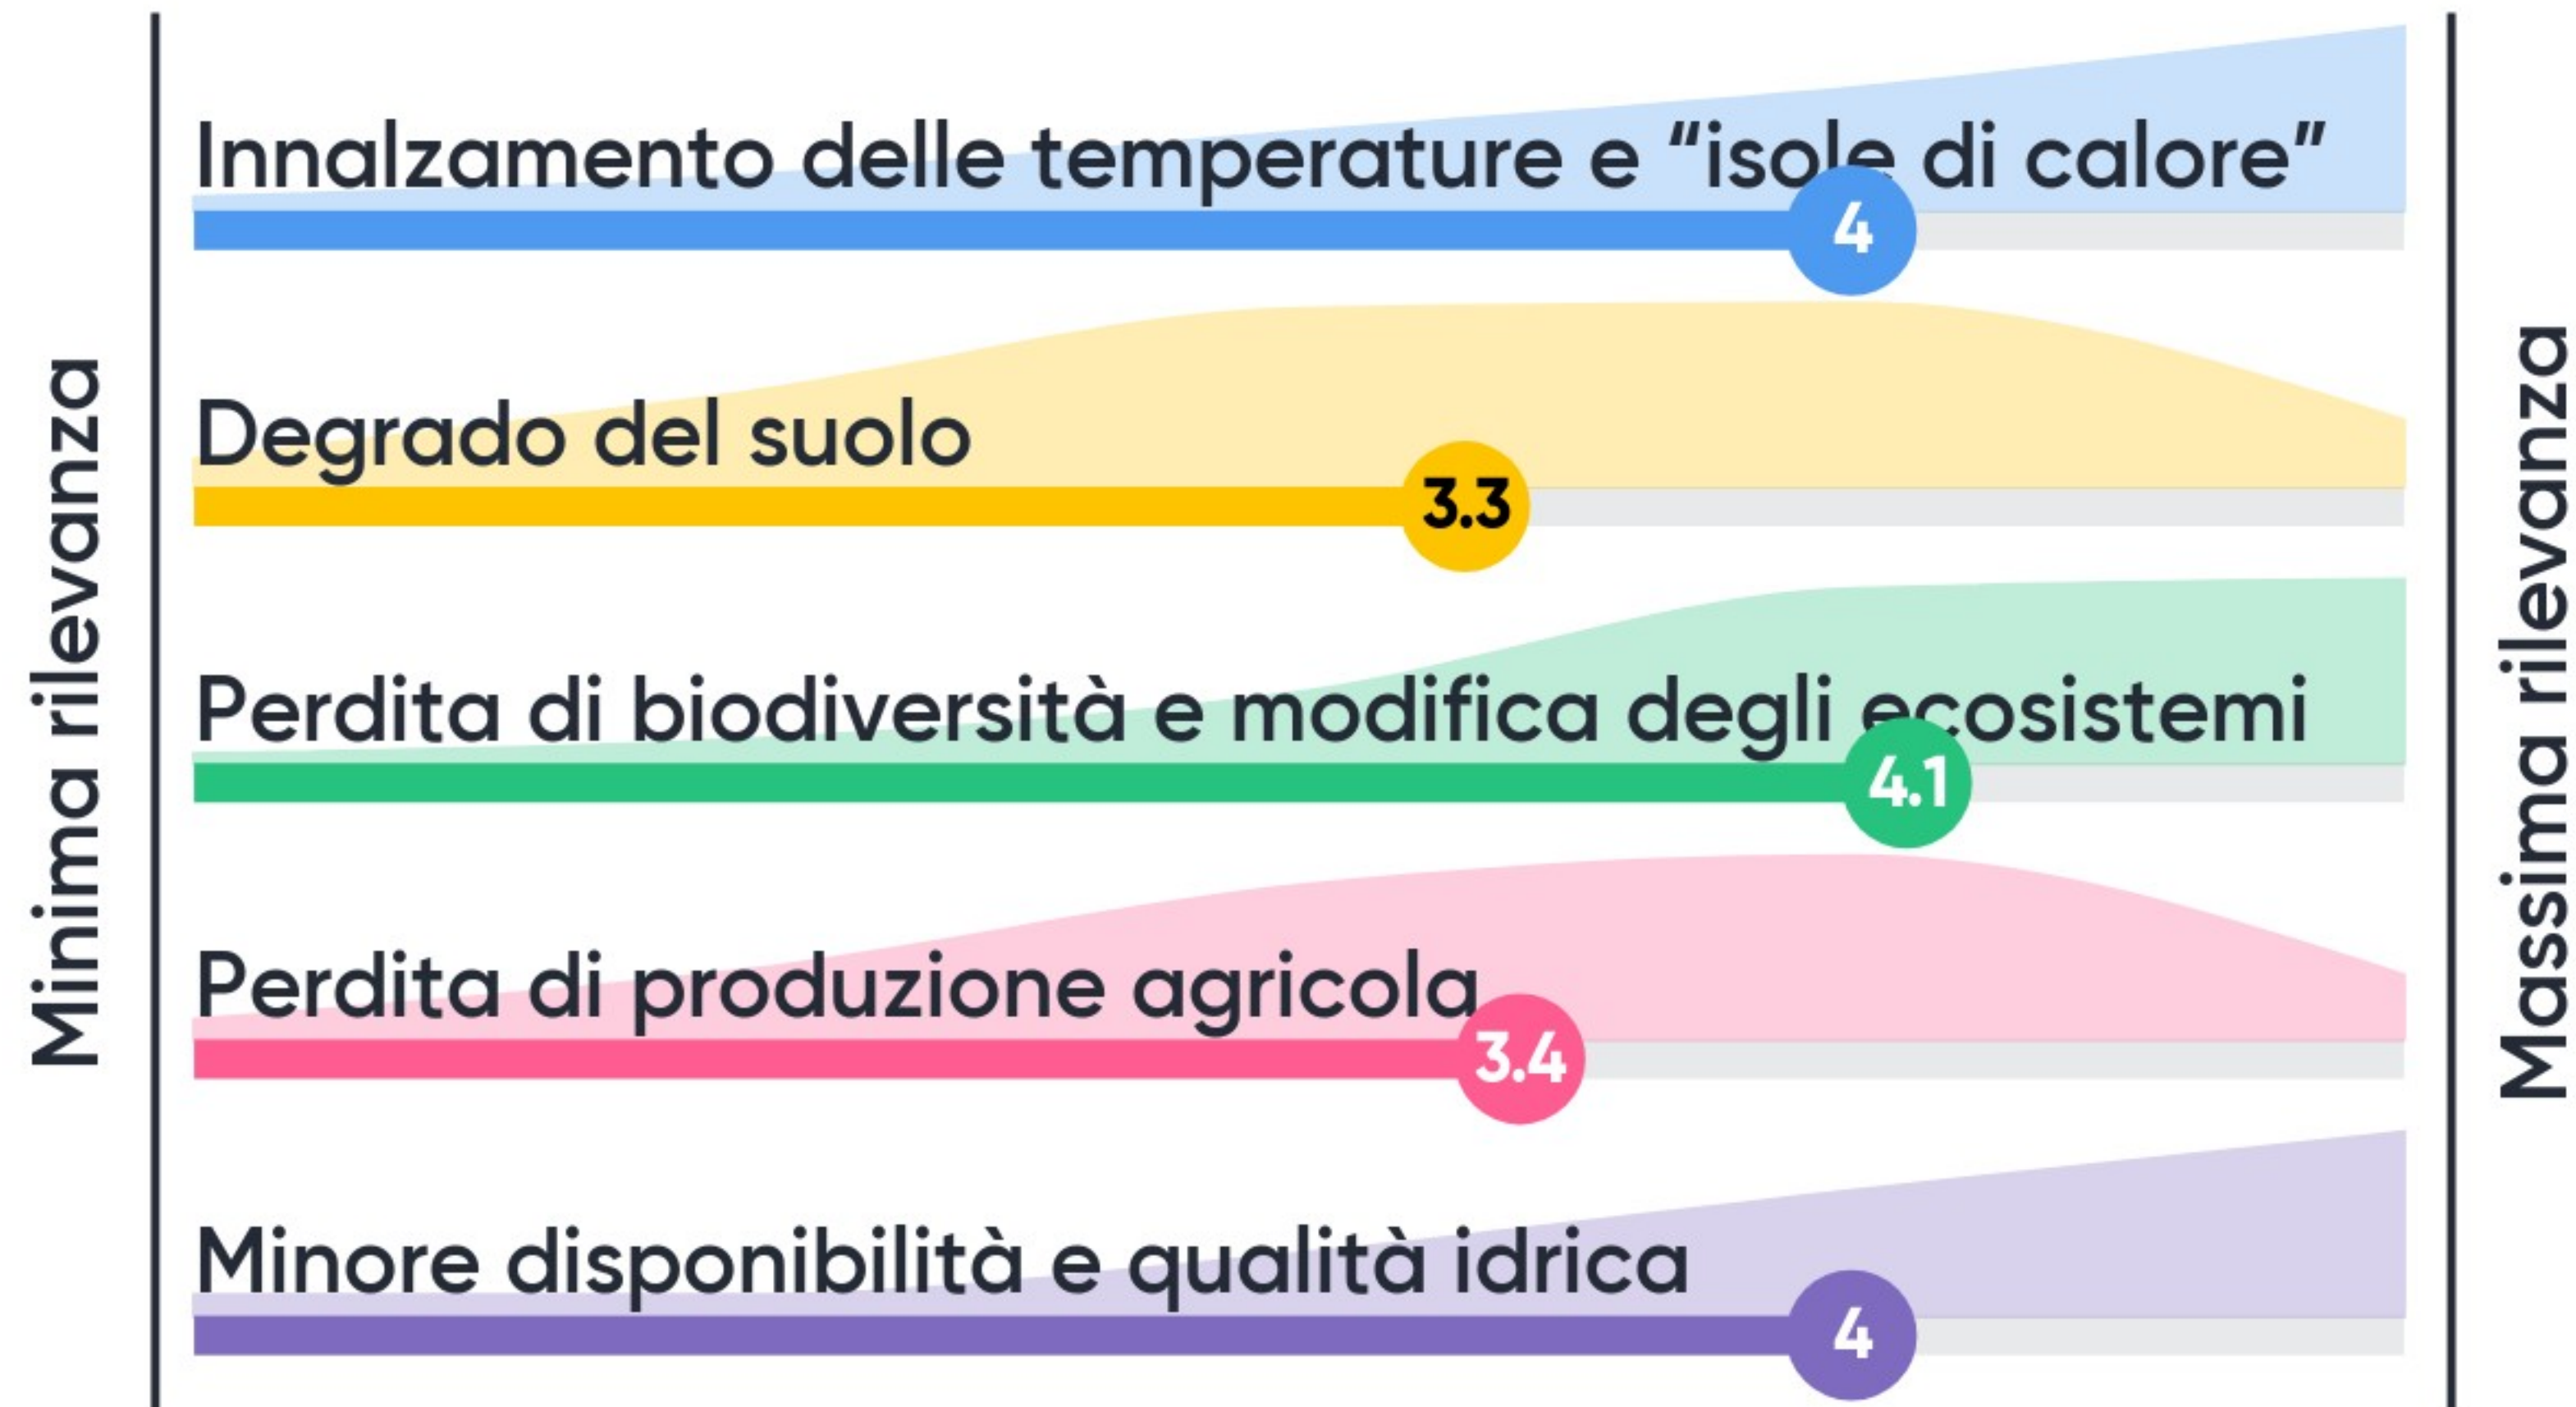 Minima rilevanza
Innalzamento delle temperature e “isole di calore”
4
Degrado del suolo
3.3
Perdita di biodiversità e modifica degli ecosistemi
4.1
Perdita di produzione agricola
3.4
Minore disponibilità e qualità idrica
4
Massima rilevanza